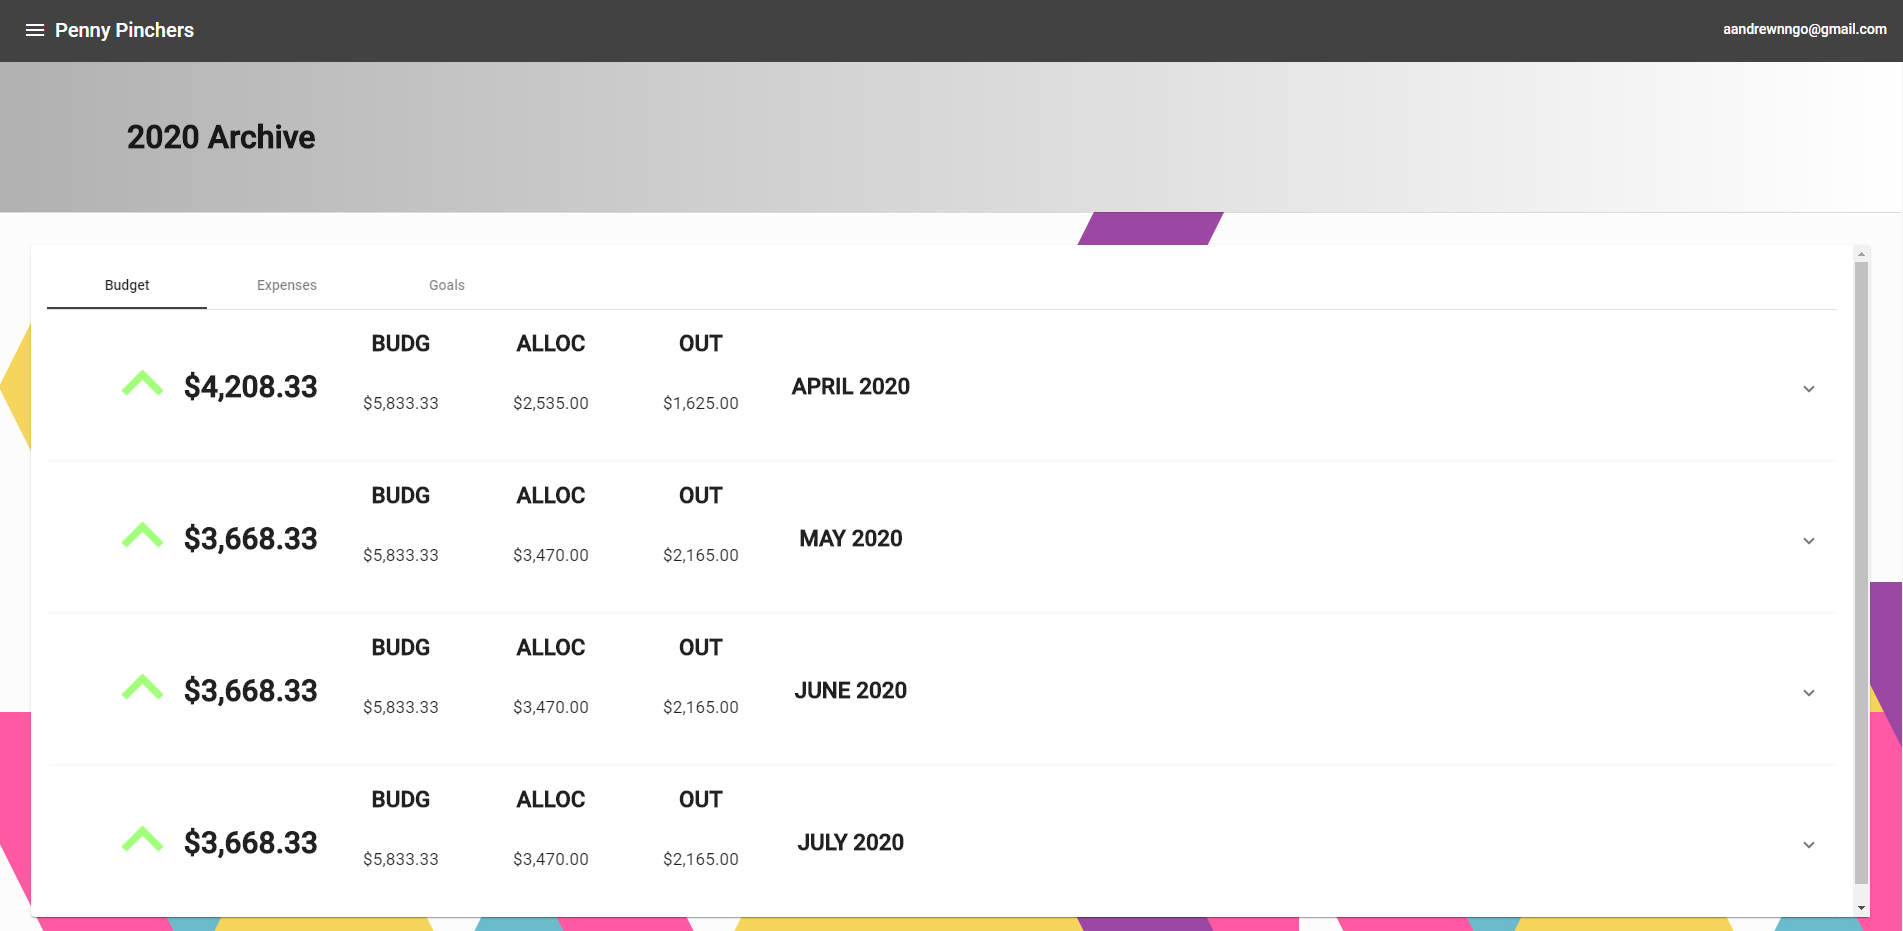 Penny Pinchers
aandrewnngo@gmail.com
2020 Archive
Budget Expenses Goals
BUDG ALLOC OUT
$4,208.33 $5,833.33 $2,535.00 $1,625.00 APRIL 2020
BUDG ALLOC OUT
$3,668.33 $5,833.33 $3,470.00 $2,165.00 MAY 2020
BUDG ALLOC OUT
$3,668.33 $5,833.33 $3,470.00 $2,165.00 JUNE 2020
BUDG ALLOC OUT
$3,668.33 $5,833.33 $3,470.00 $2,165.00 JULY 2020